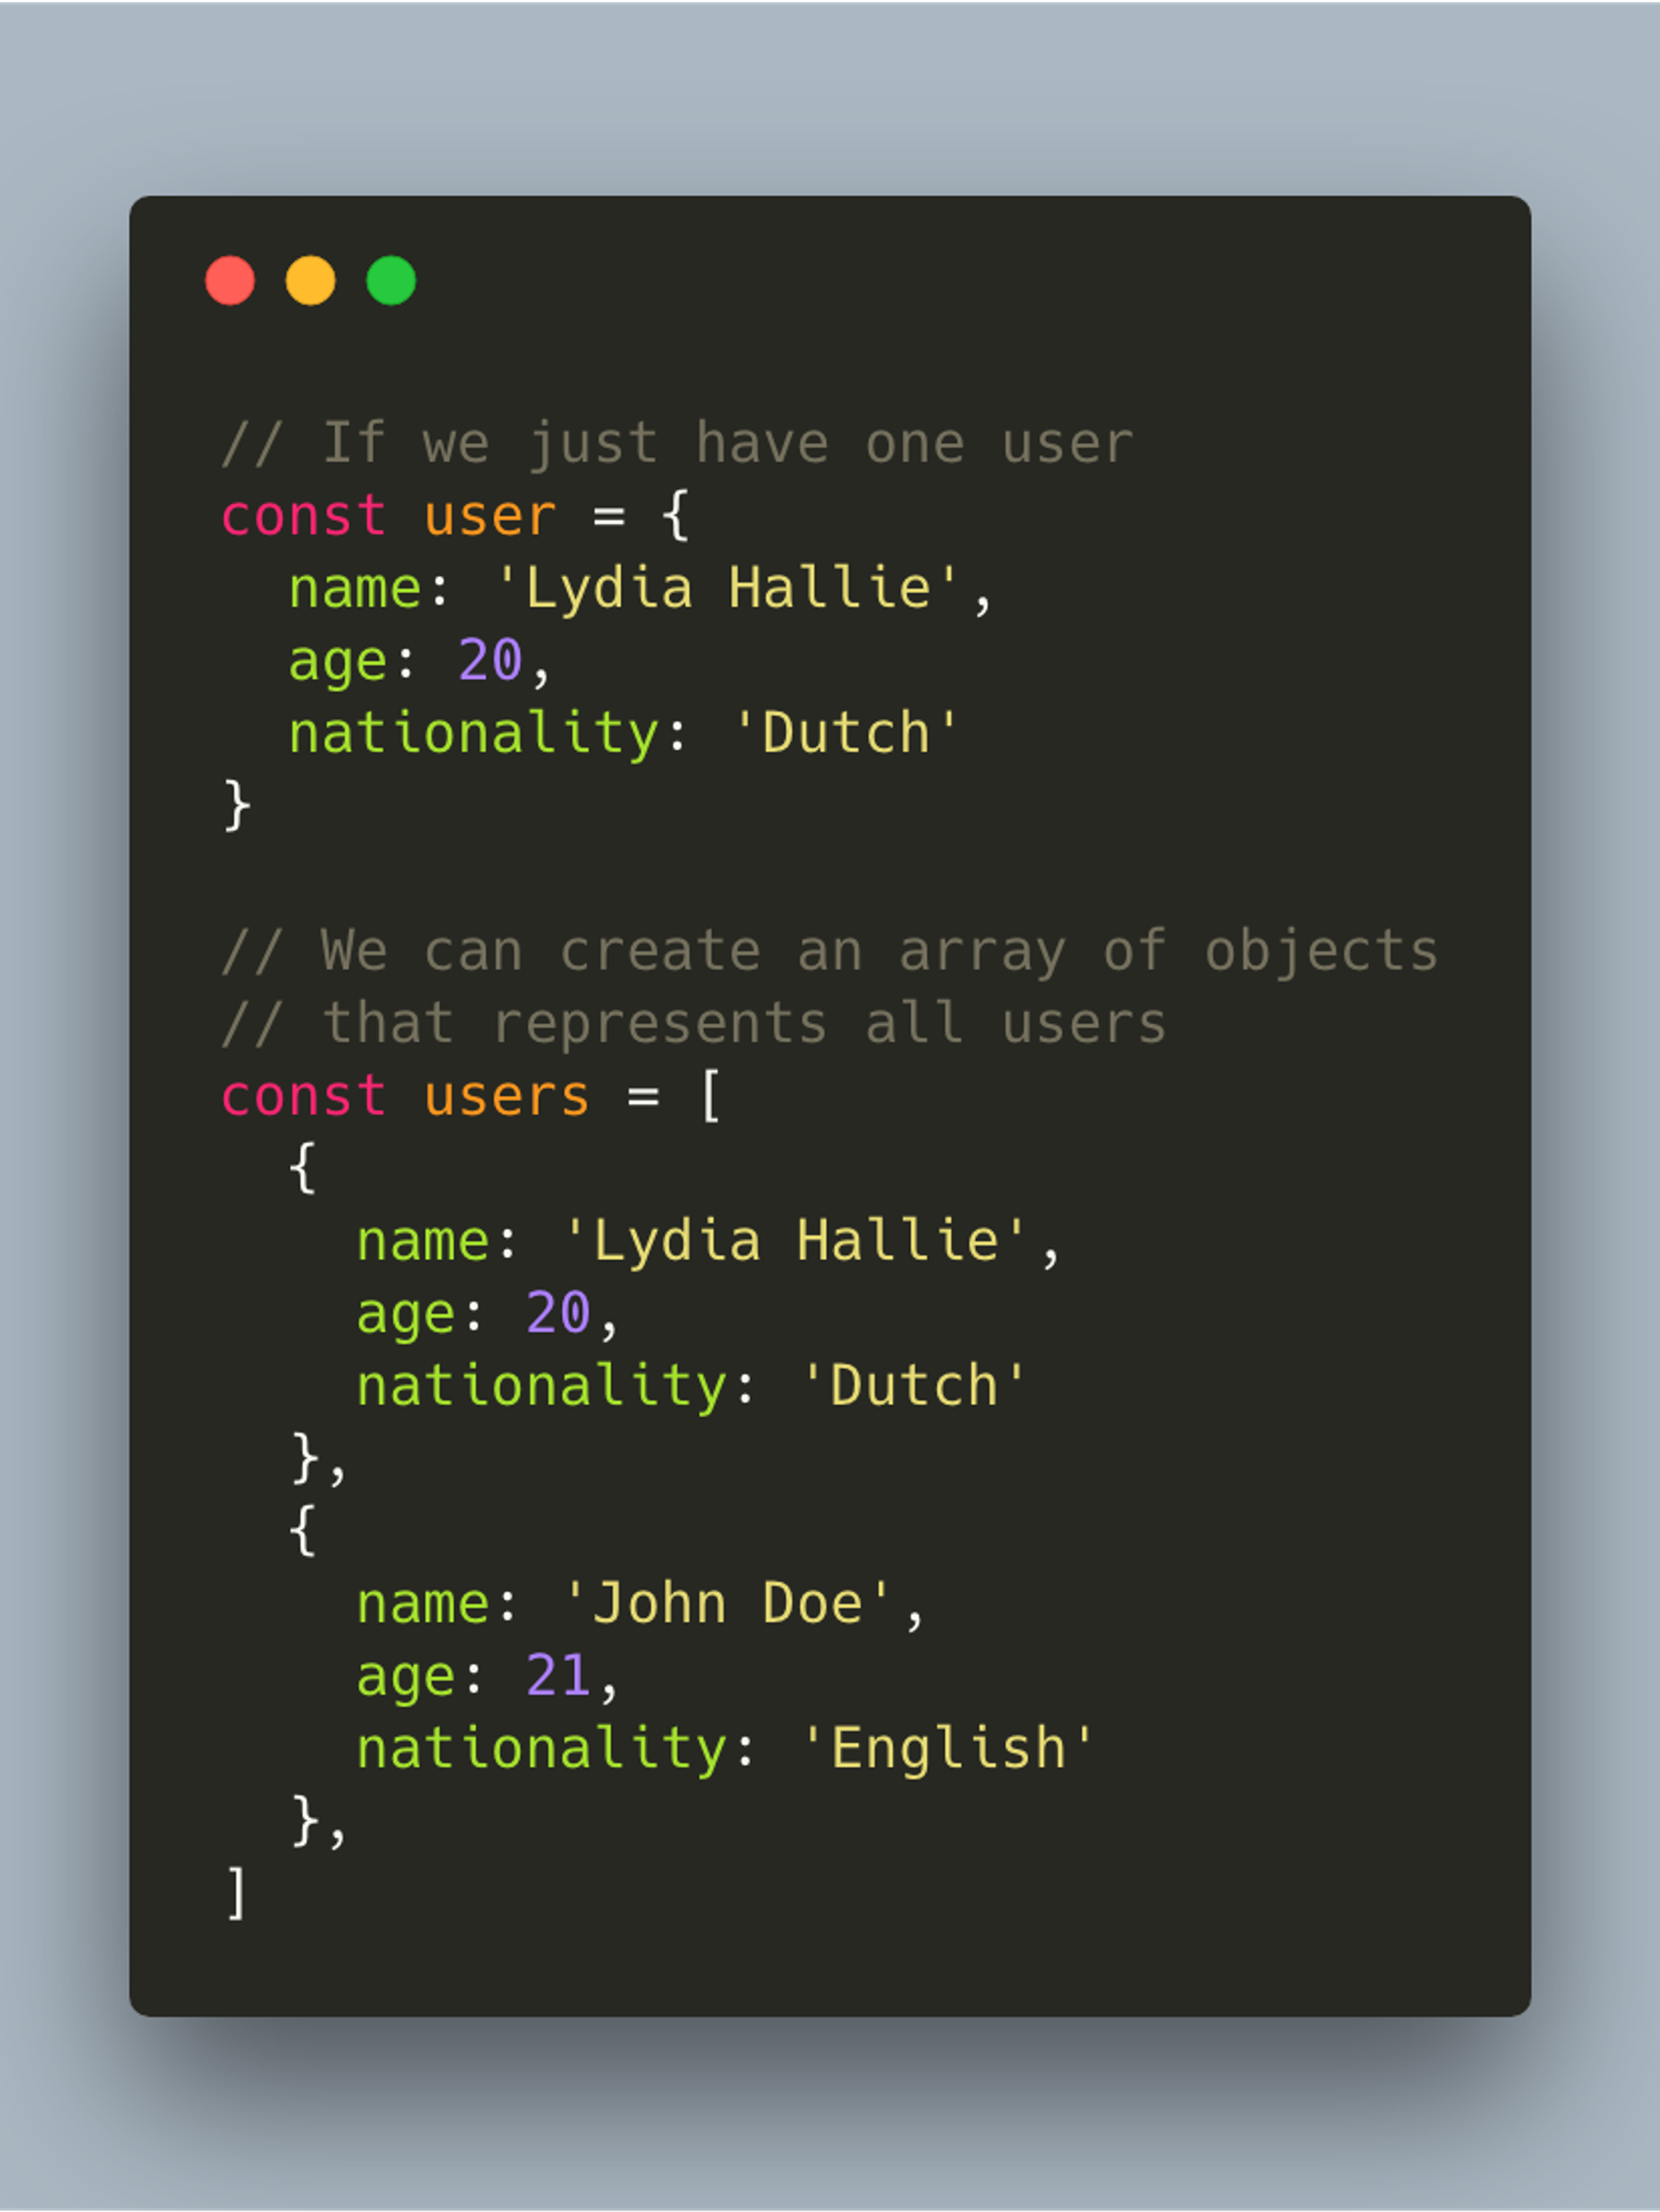 // If we just have one user
const user = {
  name: 'Lydia Hallie',
  age: 20,
  nationality: 'Dutch'
}

// We can create an array of objects
// that represents all users
const users = [
  {
    name: 'Lydia Hallie',
    age: 20,
    nationality: 'Dutch'
  },
  {
    name: 'John Doe',
    age: 21,
    nationality: 'English'
  },
]